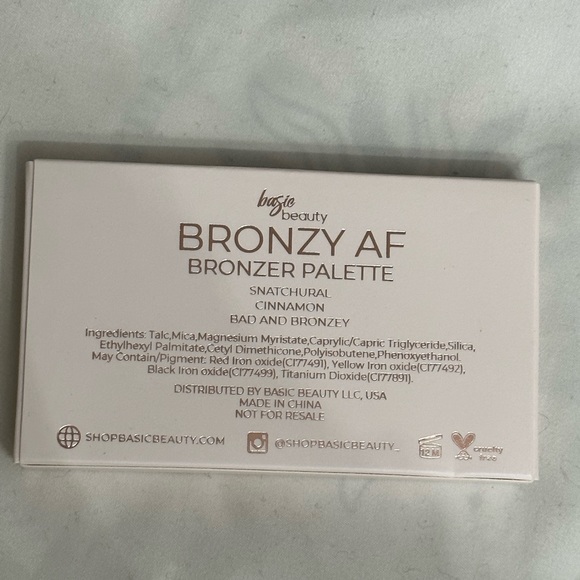 basic
beauty
BRONZY AF
BRONZER PALETTE
SNATCHURAL
CINNAMON
BAD AND BRONZEY
Ingredients: Talc,Mica,Magnesium Myristate,Caprylic/Capric Triglyceride,Silica,
Ethylhexyl Palmitate,Cetyl Dimethicone,Polyisobutene,Phenoxyethanol.
May Contain/Pigment: Red Iron oxide(CI77491), Yellow Iron oxide(CI77492),
Black Iron oxide(CI77499), Titanium Dioxide(CI77891).
DISTRIBUTED BY BASIC BEAUTY LLC, USA
MADE IN CHINA
NOT FOR RESALE
SHOPBASICBEAUTY.COM @SHOPBASICBEAUTY_ 12 M cruelty
free